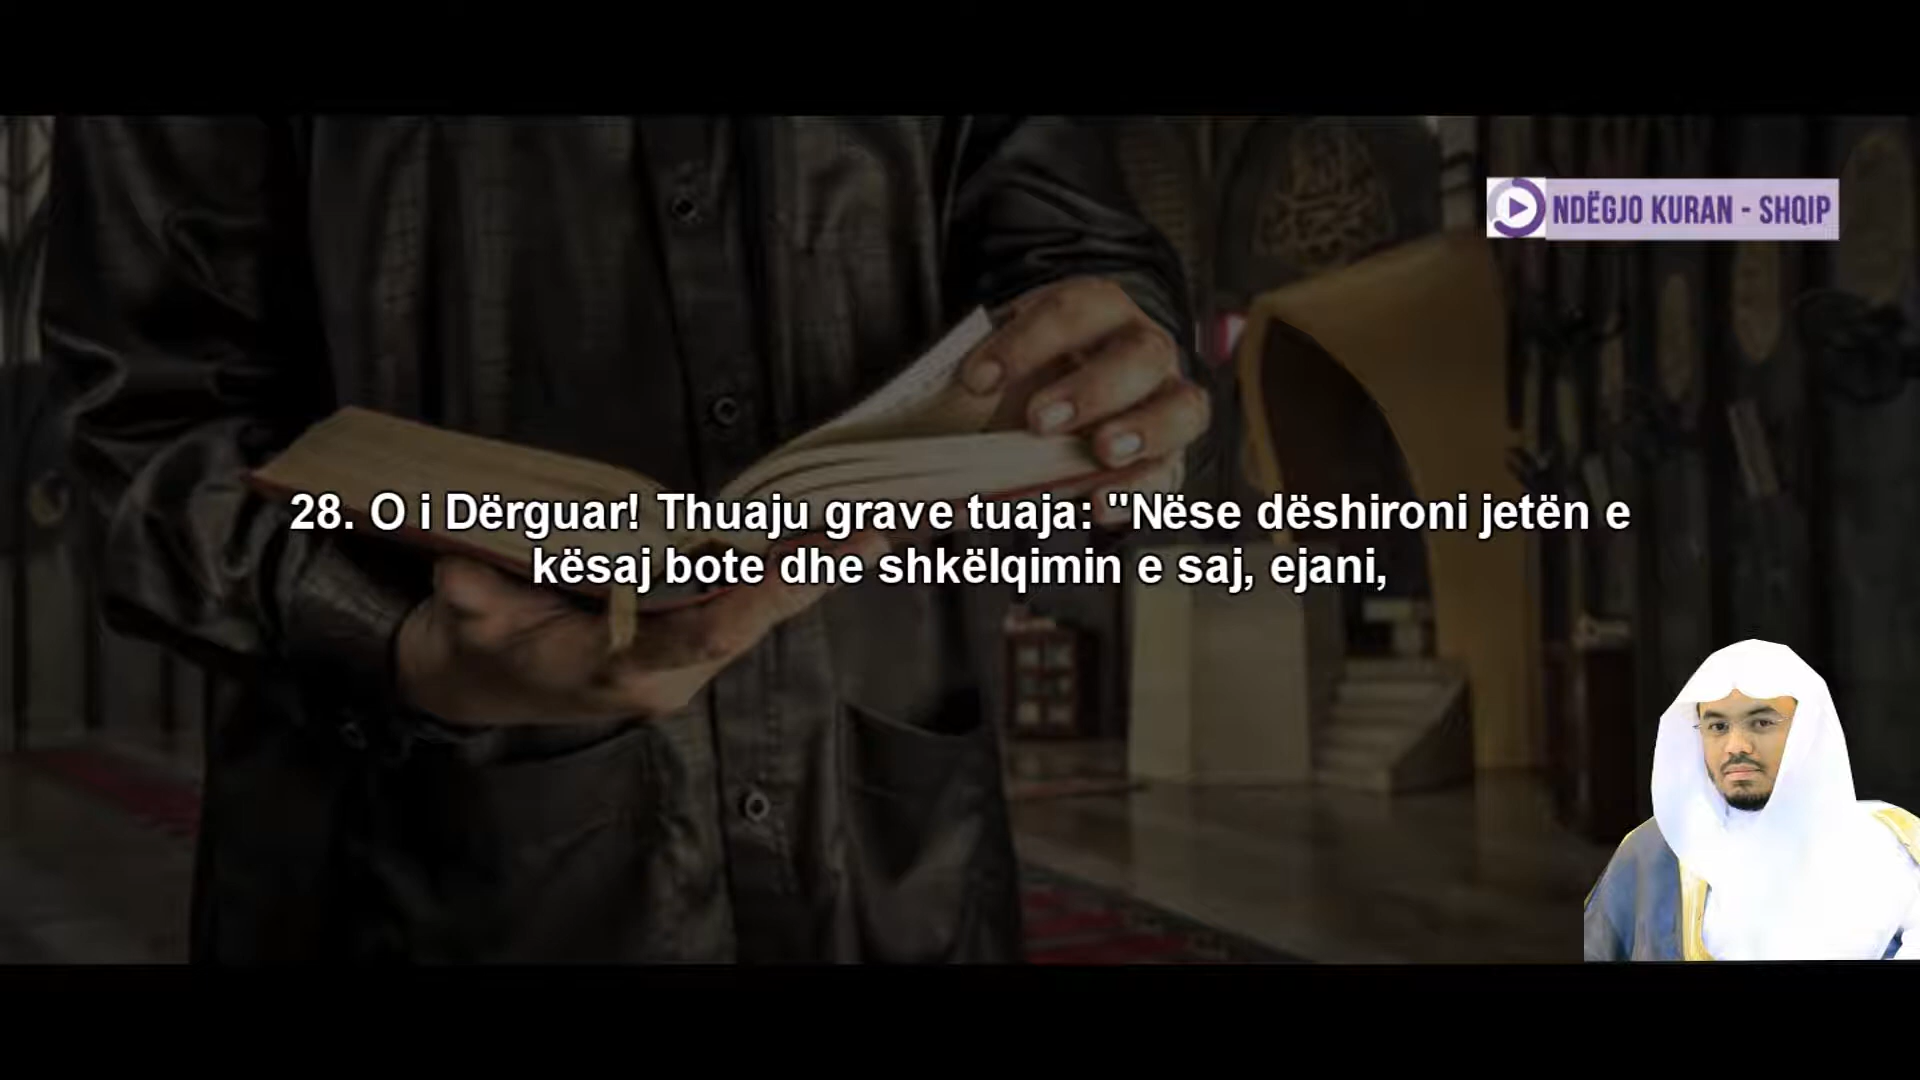 NDËGJO KURAN - SHQIP
28. O i Dërguar! Thuaju grave tuaja: "Nëse dëshironi jetën e
kësaj bote dhe shkëlqimin e saj, ejani,